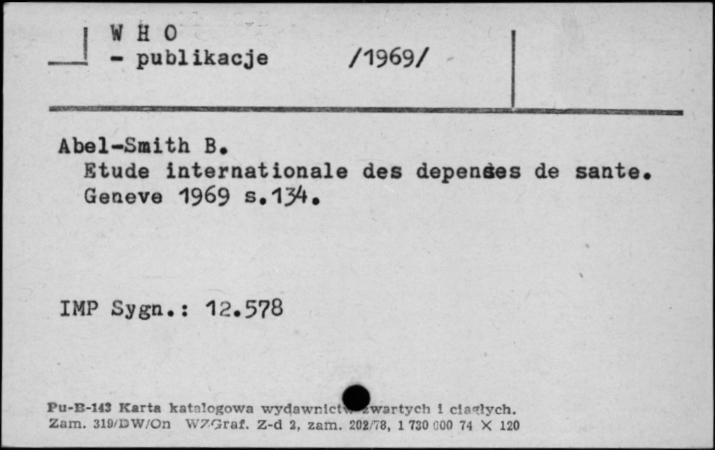 W H O
- publikacje /1969/
Abel-Smith B.
Etude internationale des depenses de sante.
Geneve 1969 s.134.
IMP Sygn.: 12.578
Pu-B-143 Karta katalogowa wydawnictw zwartych i ciągłych.
Zam. 319/DW/On WZGraf. Z-d 2, zam. 202/78, 1 730 000 74 X 120